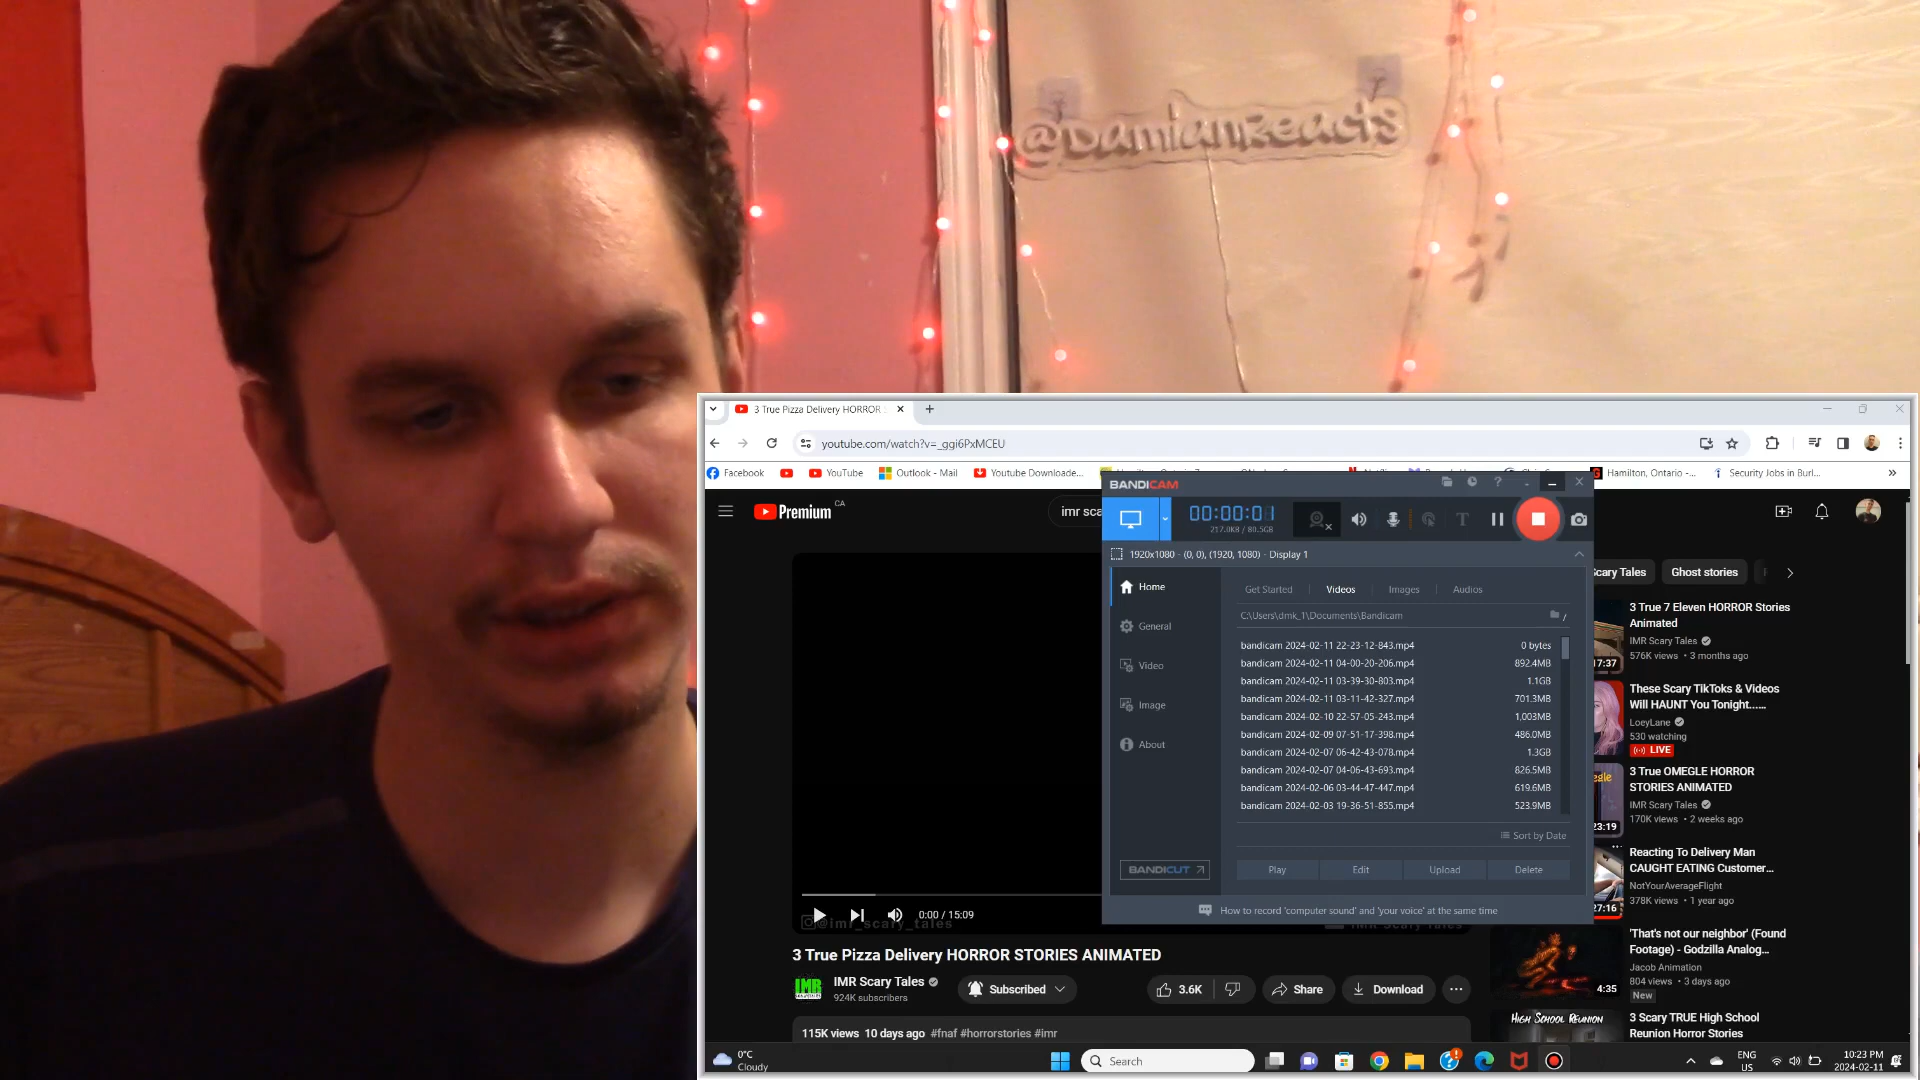 @DamianReacts
3 True Pizza Delivery HORROR S
youtube.com/watch?v=_ggi6PxMCEU
Facebook YouTube Outlook - Mail Youtube Downloade... Hamilton, Ontario -... Security Jobs in Burl...
BANDICAM
Premium CA
imr sca
00:00:01
217.0KB / 80.5GB
1920x1080 - (0, 0), (1920, 1080) - Display 1
Home
General
Video
Image
About
BANDICUT
Get Started Videos Images Audios
C:\Users\dmk_1\Documents\Bandicam
bandicam 2024-02-11 22-23-12-843.mp4 0 bytes
bandicam 2024-02-11 04-00-20-206.mp4 892.4MB
bandicam 2024-02-11 03-39-30-803.mp4 1.1GB
bandicam 2024-02-11 03-11-42-327.mp4 701.3MB
bandicam 2024-02-10 22-57-05-243.mp4 1,003MB
bandicam 2024-02-09 07-51-17-398.mp4 486.0MB
bandicam 2024-02-07 06-42-43-078.mp4 1.3GB
bandicam 2024-02-07 04-06-43-693.mp4 826.5MB
bandicam 2024-02-06 03-44-47-447.mp4 619.6MB
bandicam 2024-02-03 19-36-51-855.mp4 523.9MB
Sort by Date
Play Edit Upload Delete
How to record 'computer sound' and 'your voice' at the same time
0:00 / 15:09
@imr_scary_tales
IMR Scary Tales
3 True Pizza Delivery HORROR STORIES ANIMATED
IMR
IMR Scary Tales
924K subscribers
Subscribed
3.6K
Share
Download
115K views 10 days ago #fnaf #horrorstories #imr
Scary Tales Ghost stories
3 True 7 Eleven HORROR Stories
Animated
IMR Scary Tales
576K views • 3 months ago
17:37
These Scary TikToks & Videos
Will HAUNT You Tonight......
LoeyLane
530 watching
LIVE
3 True OMEGLE HORROR
STORIES ANIMATED
IMR Scary Tales
170K views • 2 weeks ago
23:19
Reacting To Delivery Man
CAUGHT EATING Customer...
NotYourAverageFlight
378K views • 1 year ago
27:16
'That's not our neighbor' (Found
Footage) - Godzilla Analog...
Jacob Animation
804 views • 3 days ago
New
4:35
3 Scary TRUE High School
Reunion Horror Stories
HIGH SCHOOL REUNION
0°C
Cloudy
Search
ENG
US
10:23 PM
2024-02-11